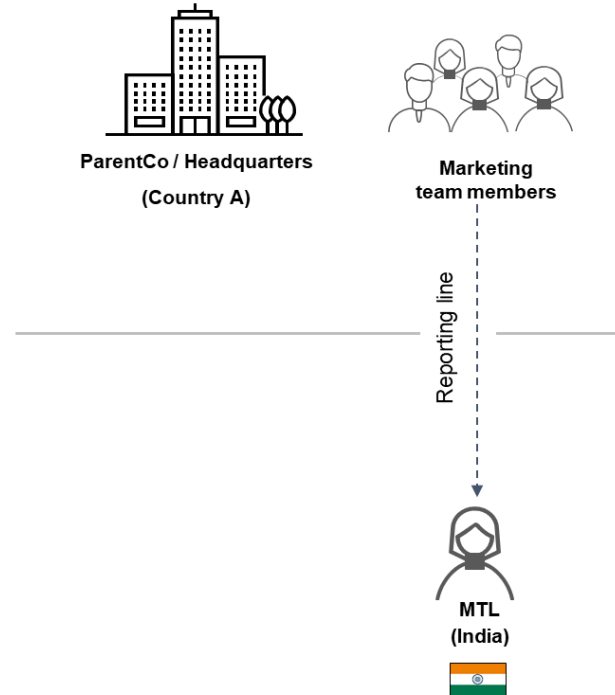 ParentCo / Headquarters
(Country A)
Marketing
team members
Reporting line
MTL
(India)